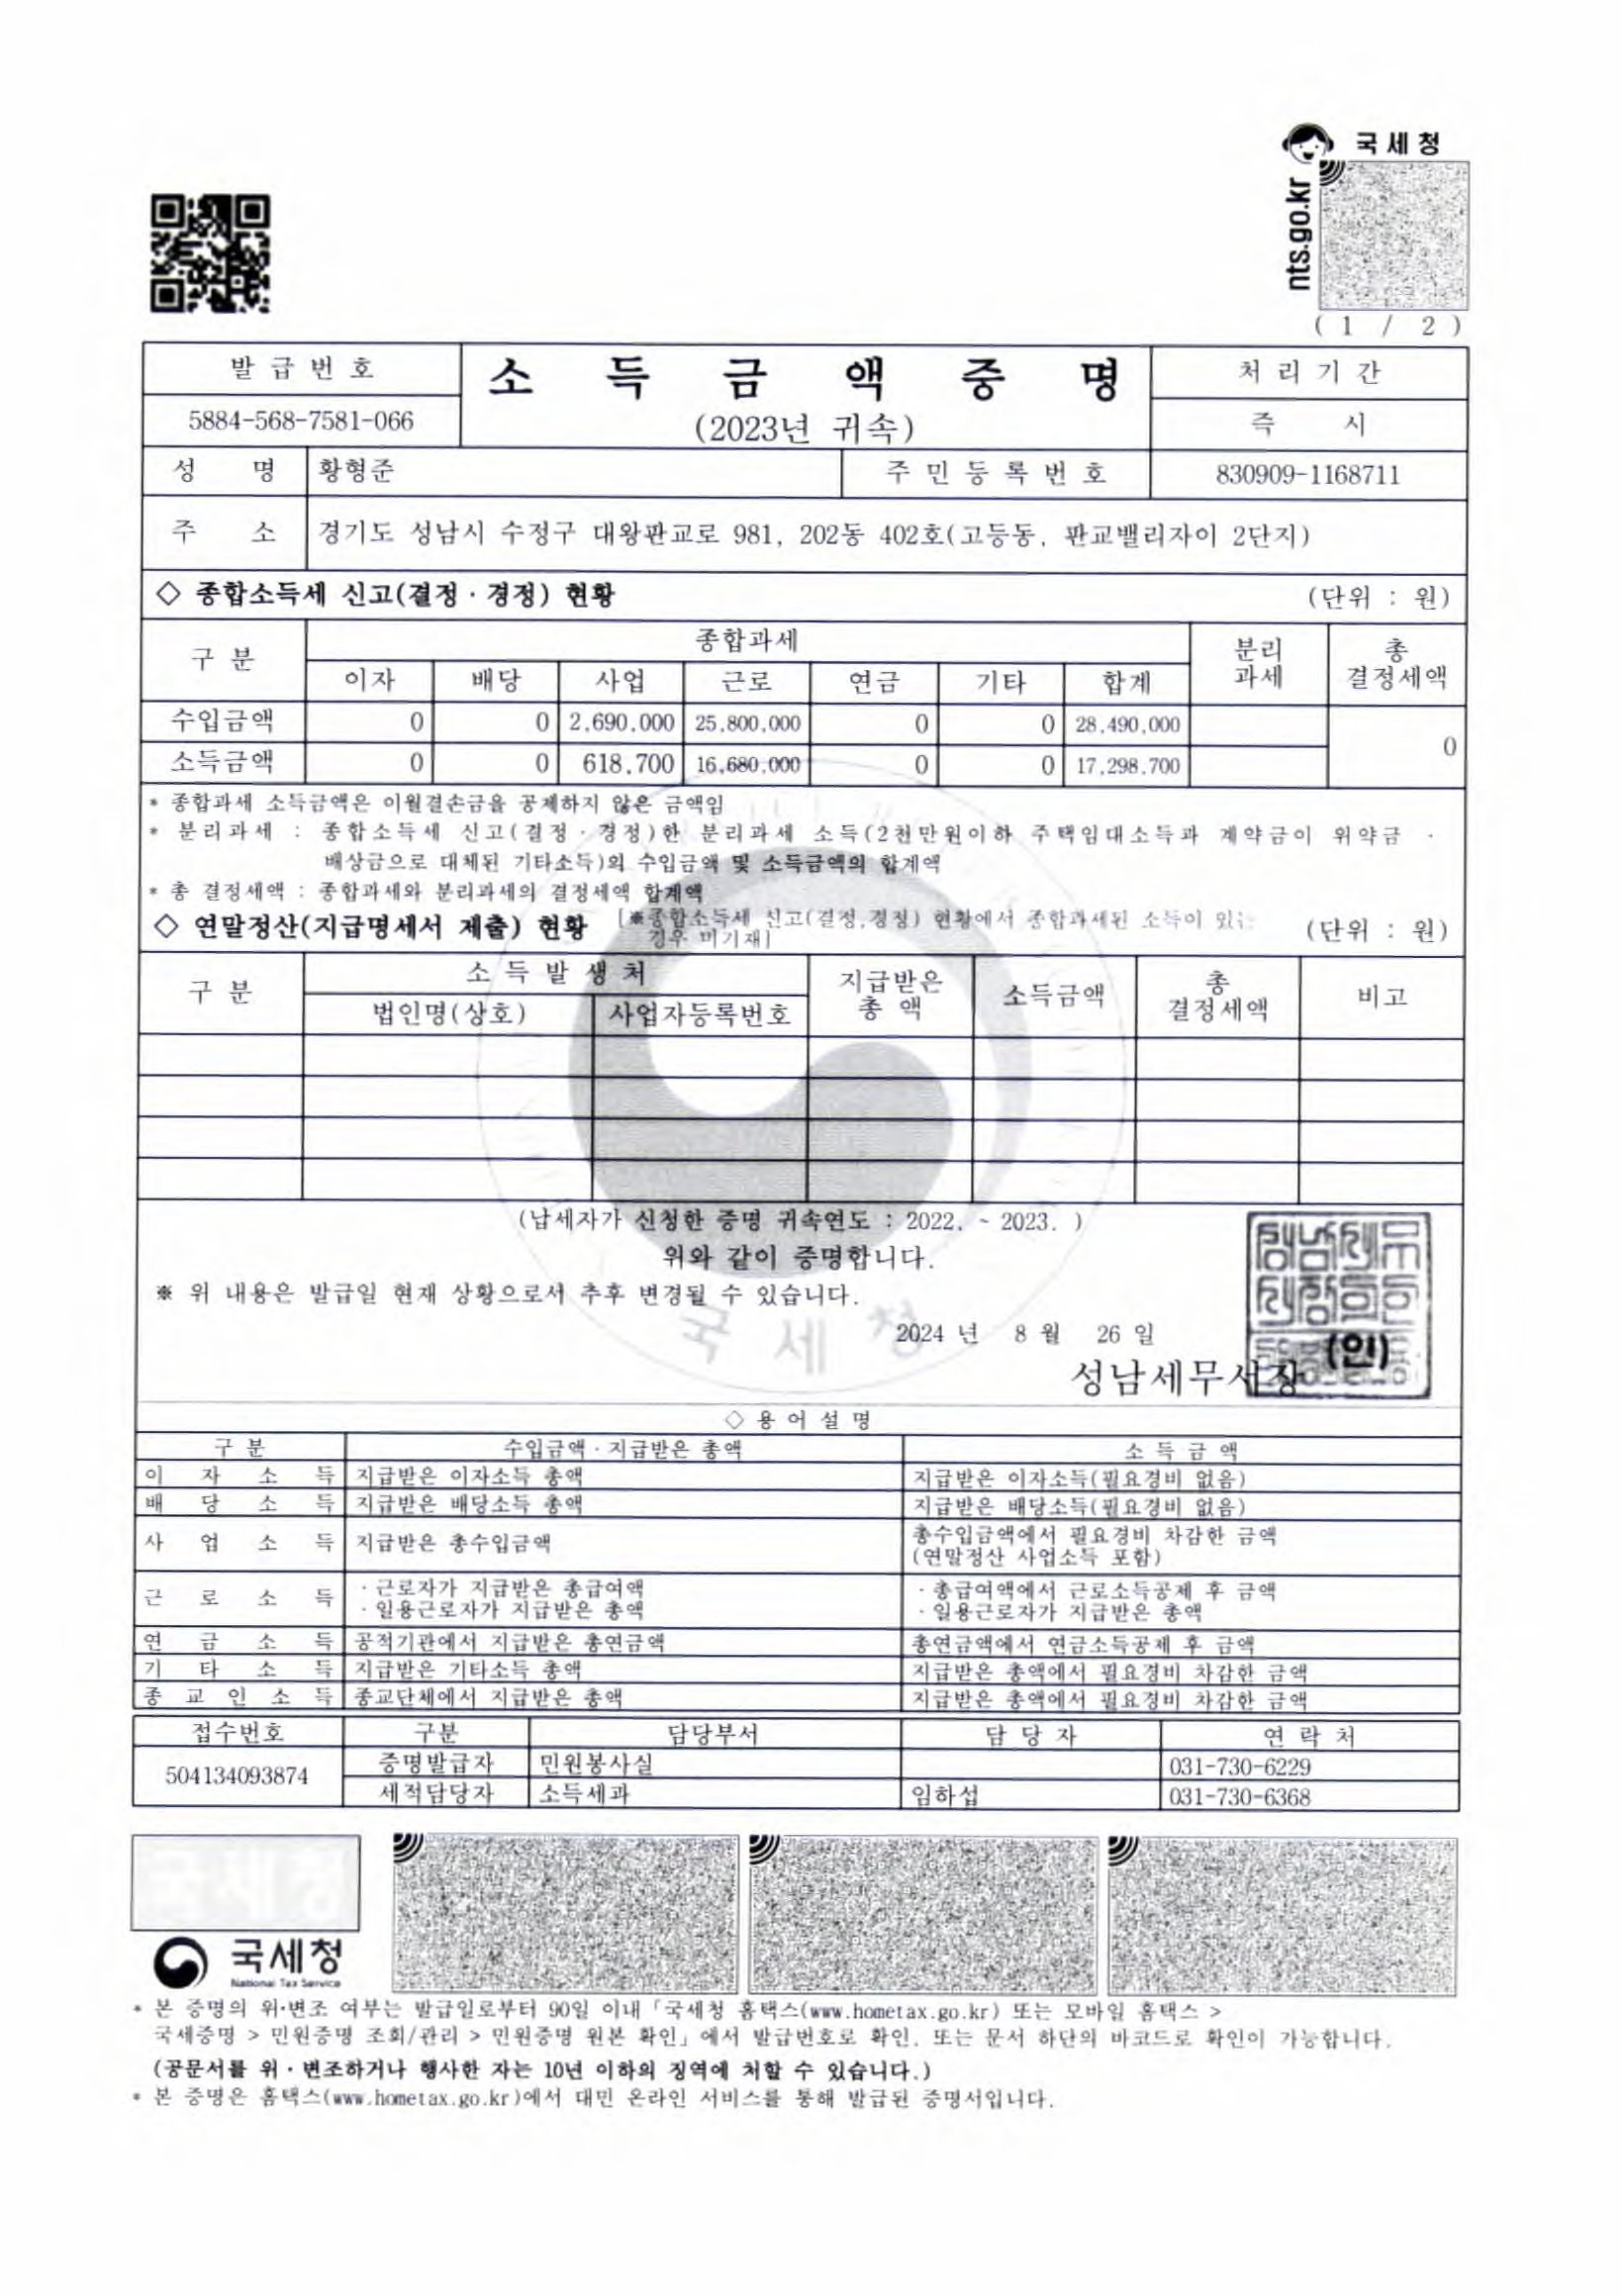 국세청
nts.go.kr
( 1 / 2 )
발 급 번 호
소 득 금 액 증 명
처 리 기 간
5884-568-7581-066
(2023년 귀속)
즉 시
성 명
황형준
주 민 등 록 번 호
830909-1168711
주 소
경기도 성남시 수정구 대왕판교로 981, 202동 402호(고등동, 판교밸리자이 2단지)
◇ 종합소득세 신고(결정·경정) 현황
(단위 : 원)
구 분
종합과세
분리
과세
총
결정세액
이자 배당 사업 근로 연금 기타 합계
수입금액 0 0 2,690,000 25,800,000 0 0 28,490,000
0
소득금액 0 0 618,700 16,680,000 0 0 17,298,700
* 종합과세 소득금액은 이월결손금을 공제하지 않은 금액임
* 분리과세 : 종합소득세 신고(결정·경정)한 분리과세 소득(2천만원이하 주택임대소득과 계약금이 위약금 ·
배상금으로 대체된 기타소득)의 수입금액 및 소득금액의 합계액
* 총 결정세액 : 종합과세와 분리과세의 결정세액 합계액
◇ 연말정산(지급명세서 제출) 현황
[※종합소득세 신고(결정,경정) 현황에서 종합과세된 소득이 있는
경우 미기재]
(단위 : 원)
구 분
소 득 발 생 처
지급받은
총 액
소득금액
총
결정세액
비고
법인명(상호) 사업자등록번호
(납세자가 신청한 증명 귀속연도 : 2022. ~ 2023. )
위와 같이 증명합니다.
※ 위 내용은 발급일 현재 상황으로서 추후 변경될 수 있습니다.
국세청
2024 년 8 월 26 일
성남세무서장
(인)
◇ 용 어 설 명
구 분 수입금액·지급받은 총액 소 득 금 액
이 자 소 득 지급받은 이자소득 총액 지급받은 이자소득(필요경비 없음)
배 당 소 득 지급받은 배당소득 총액 지급받은 배당소득(필요경비 없음)
사 업 소 득 지급받은 총수입금액
총수입금액에서 필요경비 차감한 금액
(연말정산 사업소득 포함)
근 로 소 득
· 근로자가 지급받은 총급여액
· 일용근로자가 지급받은 총액
· 총급여액에서 근로소득공제 후 금액
· 일용근로자가 지급받은 총액
연 금 소 득 공적기관에서 지급받은 총연금액 총연금액에서 연금소득공제 후 금액
기 타 소 득 지급받은 기타소득 총액 지급받은 총액에서 필요경비 차감한 금액
종 교 인 소 득 종교단체에서 지급받은 총액 지급받은 총액에서 필요경비 차감한 금액
접수번호 구분 담당부서 담 당 자 연 락 처
504134093874
증명발급자 민원봉사실 031-730-6229
세적담당자 소득세과 임하섭 031-730-6368
국세청
국세청
National Tax Service
* 본 증명의 위·변조 여부는 발급일로부터 90일 이내「국세청 홈택스(www.hometax.go.kr) 또는 모바일 홈택스 >
국세증명 > 민원증명 조회/관리 > 민원증명 원본 확인」에서 발급번호로 확인, 또는 문서 하단의 바코드로 확인이 가능합니다.
(공문서를 위·변조하거나 행사한 자는 10년 이하의 징역에 처할 수 있습니다.)
* 본 증명은 홈택스(www.hometax.go.kr)에서 대민 온라인 서비스를 통해 발급된 증명서입니다.